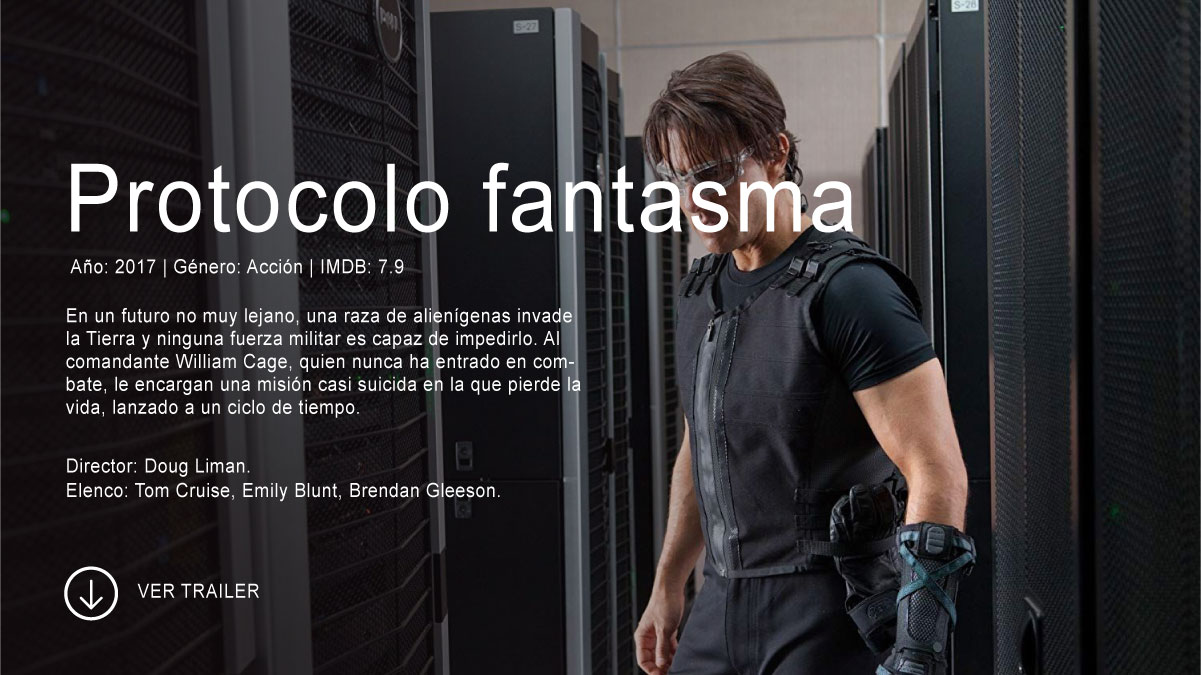 S-27
S-26
Protocolo fantasma
Año: 2017 | Género: Acción | IMDB: 7.9
En un futuro no muy lejano, una raza de alienígenas invade
la Tierra y ninguna fuerza militar es capaz de impedirlo. Al
comandante William Cage, quien nunca ha entrado en com-
bate, le encargan una misión casi suicida en la que pierde la
vida, lanzado a un ciclo de tiempo.
Director: Doug Liman.
Elenco: Tom Cruise, Emily Blunt, Brendan Gleeson.
VER TRAILER